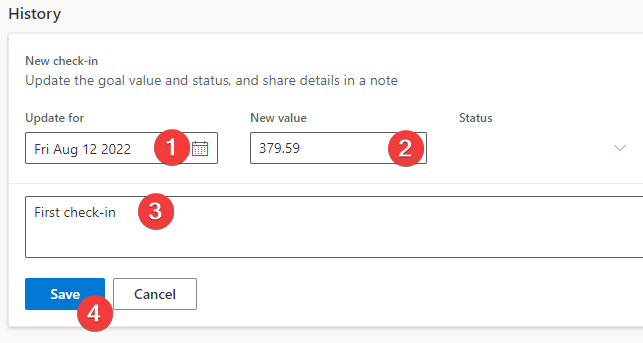 History
New check-in
Update the goal value and status, and share details in a note
Update for New value Status
Fri Aug 12 2022 1 379.59 2
First check-in 3
Save Cancel
4